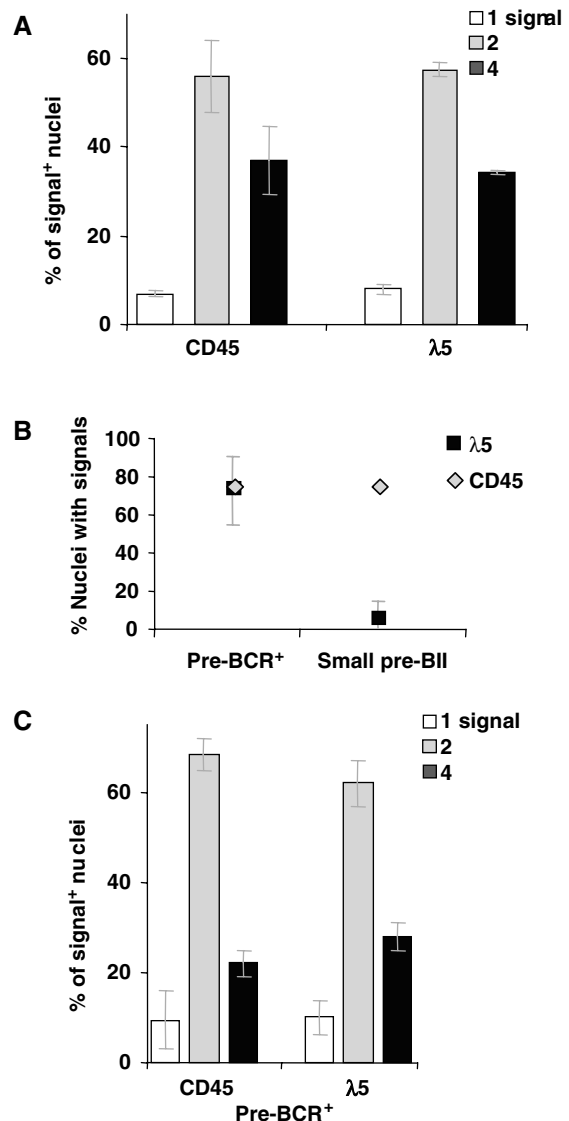 A
1 signal
2
4
% of signal⁺ nuclei
60
40
20
0
CD45
λ5
B
% Nuclei with signals
100
80
60
40
20
0
λ5
CD45
Pre-BCR⁺
Small pre-BII
C
1 signal
2
4
% of signal⁺ nuclei
60
40
20
0
CD45
λ5
Pre-BCR⁺